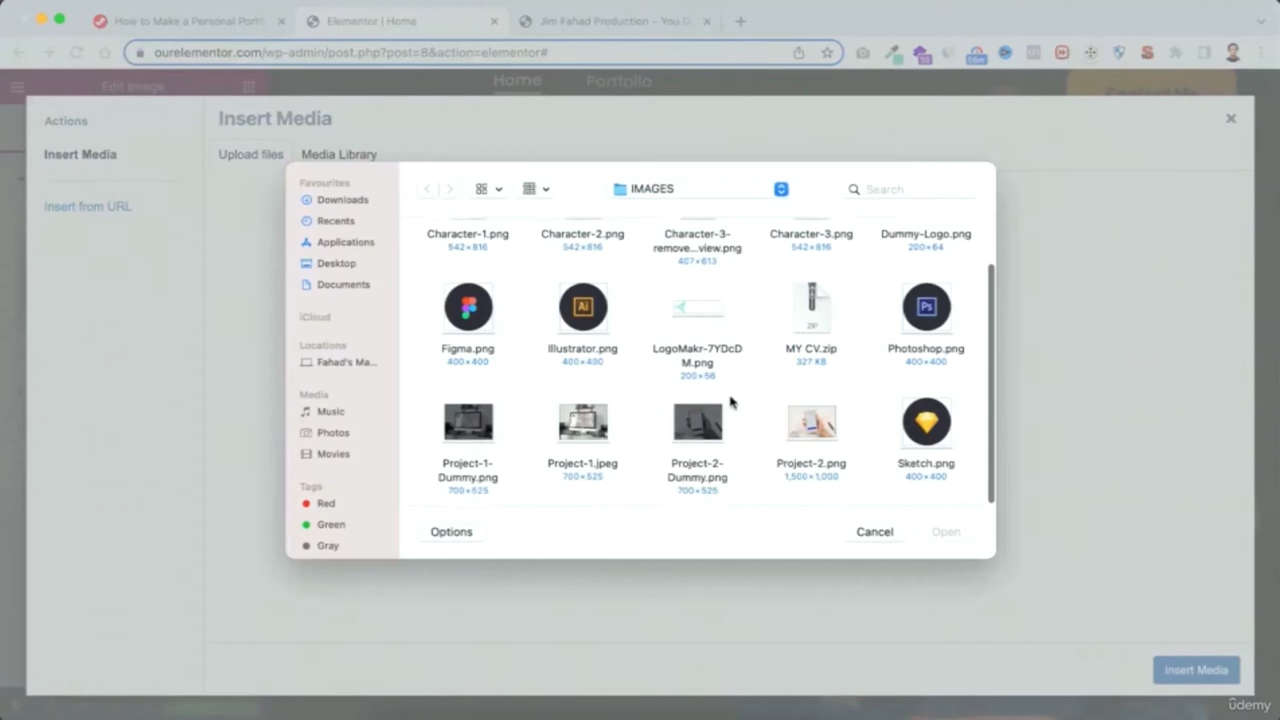 How to Make a Personal Portf
Elementor | Home
Jim Fahad Production – You
ourelementor.com/wp-admin/post.php?post=8&action=elementor#
Edit Image
Home
Portfolio
Contact Me
Actions
Insert Media
Insert from URL
Insert Media
Upload files
Media Library
Favourites
Downloads
Recents
Applications
Desktop
Documents
iCloud
Locations
Fahad's Ma...
Media
Music
Photos
Movies
Tags
Red
Green
Gray
IMAGES
Search
Character-1.png
542×816
Character-2.png
542×816
Character-3-
remove...view.png
407×613
Character-3.png
542×816
Dummy-Logo.png
200×64
Figma.png
400×400
Ai
Illustrator.png
400×400
LogoMakr-7YDcD
M.png
200×56
ZIP
MY CV.zip
327 KB
Ps
Photoshop.png
400×400
Project-1-
Dummy.png
700×525
Project-1.jpeg
700×525
Project-2-
Dummy.png
700×525
Project-2.png
1,500×1,000
Sketch.png
400×400
Options
Cancel
Open
Insert Media
ûdemy